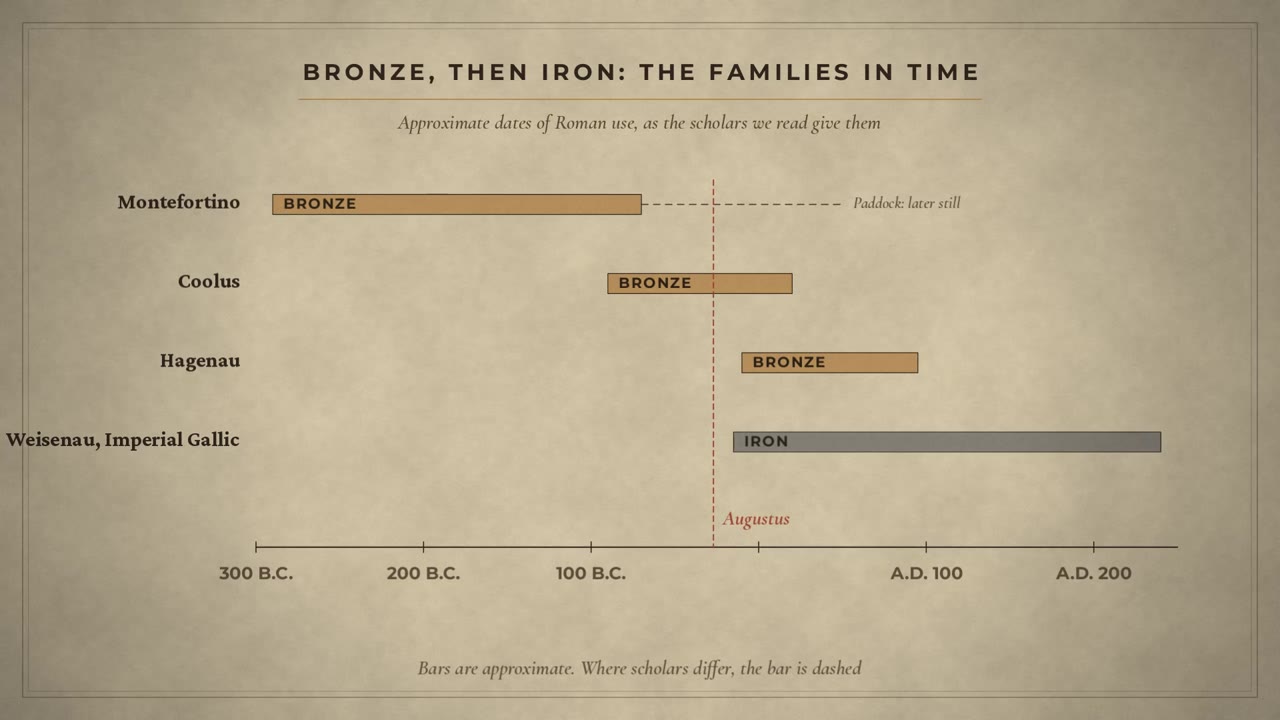 BRONZE, THEN IRON: THE FAMILIES IN TIME
Approximate dates of Roman use, as the scholars we read give them
Montefortino BRONZE Paddock: later still
Coolus BRONZE
Hagenau BRONZE
Weisenau, Imperial Gallic IRON
Augustus
300 B.C. 200 B.C. 100 B.C. A.D. 100 A.D. 200
Bars are approximate. Where scholars differ, the bar is dashed